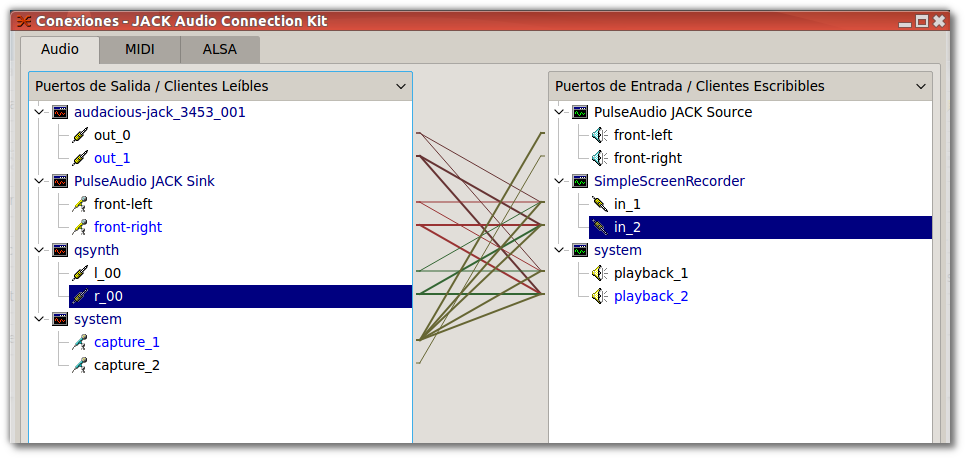 Conexiones - JACK Audio Connection Kit
Audio
MIDI
ALSA
Puertos de Salida / Clientes Leíbles
audacious-jack_3453_001
out_0
out_1
PulseAudio JACK Sink
front-left
front-right
qsynth
l_00
r_00
system
capture_1
capture_2
Puertos de Entrada / Clientes Escribibles
PulseAudio JACK Source
front-left
front-right
SimpleScreenRecorder
in_1
in_2
system
playback_1
playback_2